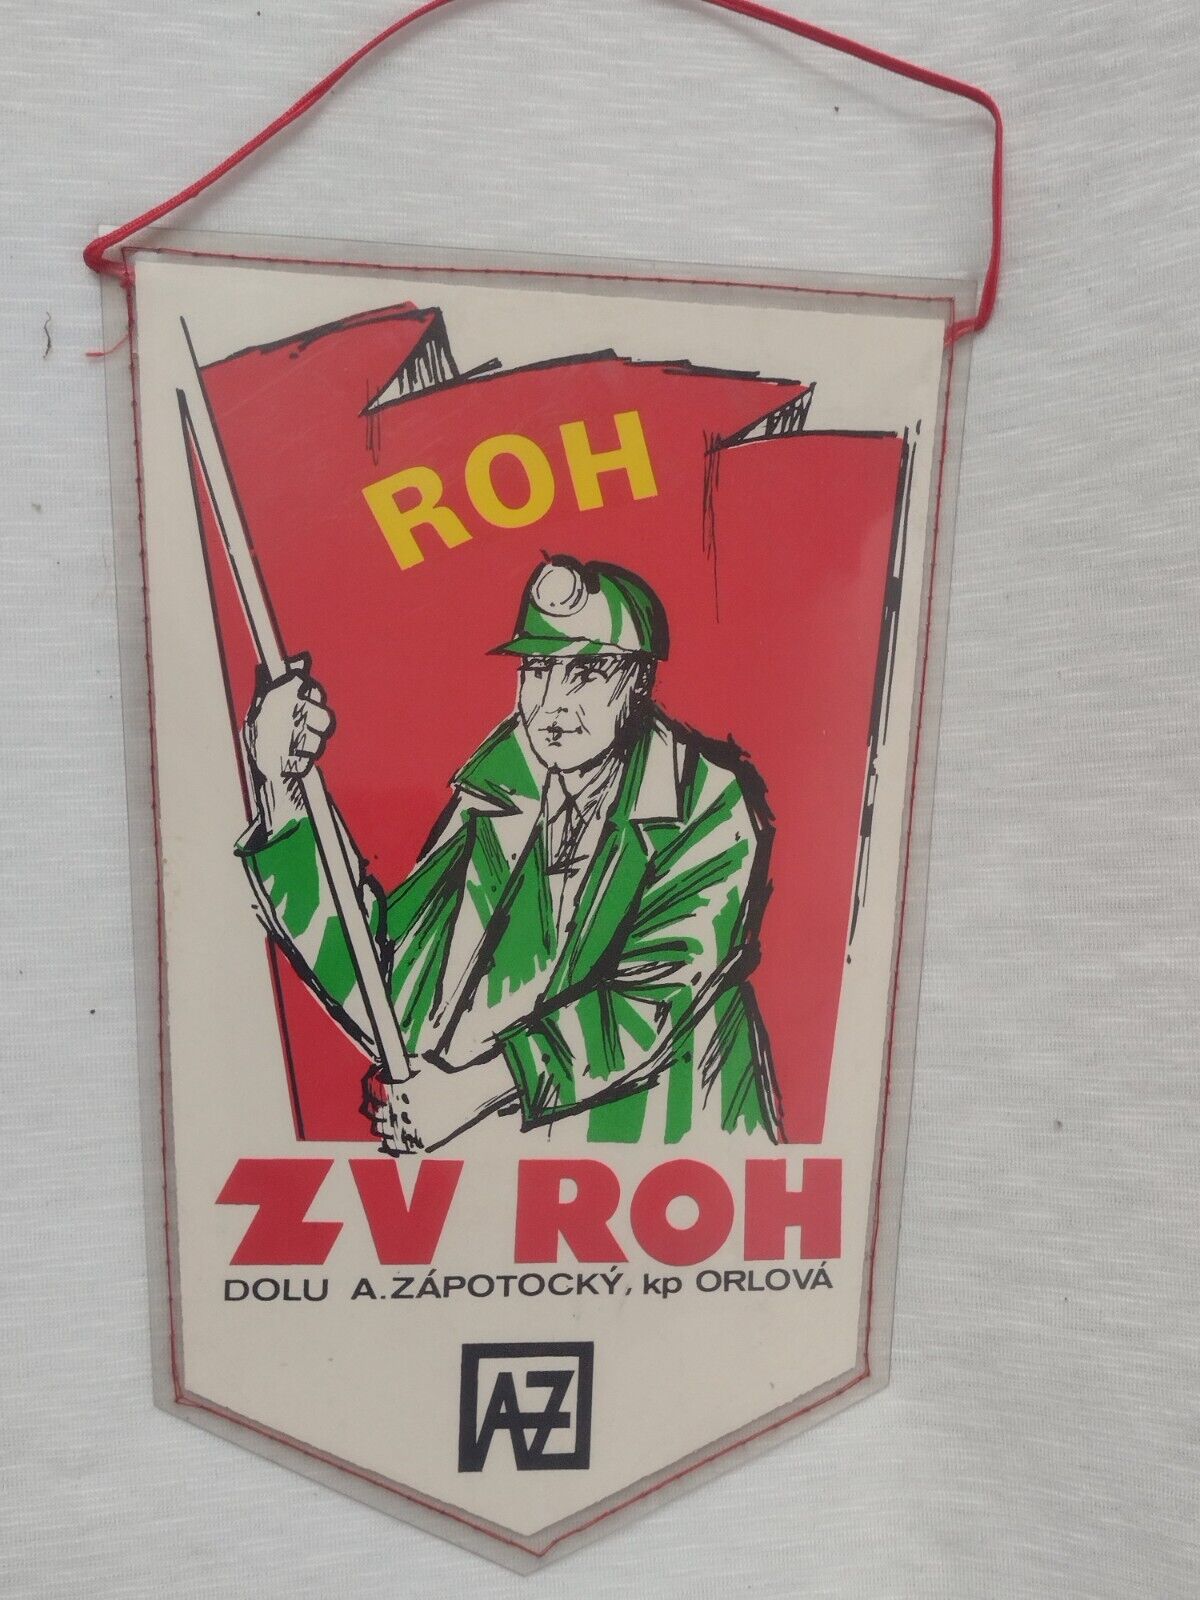 ROH
ZV ROH
DOLU A.ZÁPOTOCKÝ, kp ORLOVÁ
AZ